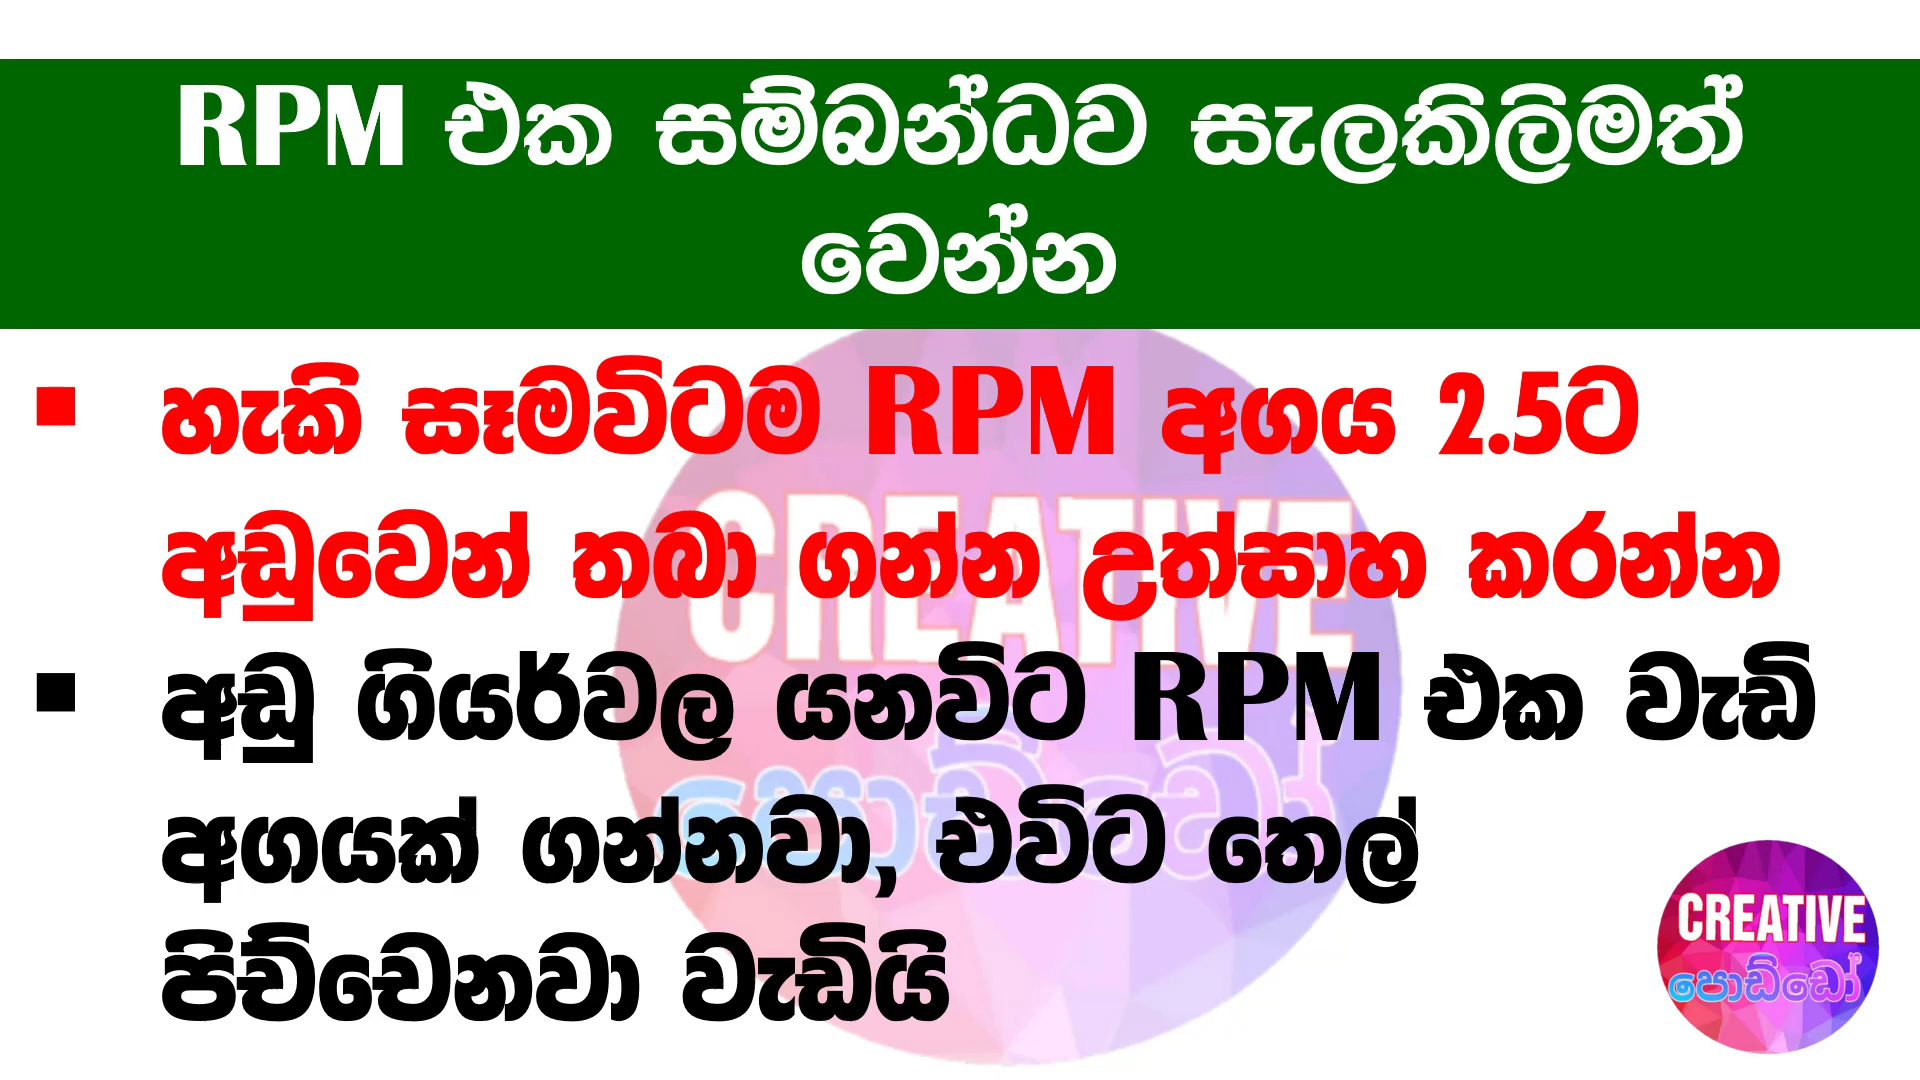 RPM එක සම්බන්ධව සැලකිලිමත්
වෙන්න
▪ හැකි සෑමවිටම RPM අගය 2.5ට
අඩුවෙන් තබා ගන්න උත්සාහ කරන්න
▪ අඩු ගියර්වල යනවිට RPM එක වැඩි
අගයක් ගන්නවා, එවිට තෙල්
පිච්චෙනවා වැඩියි
CREATIVE
පොඩ්ඩෝ
CREATIVE
පොඩ්ඩෝ